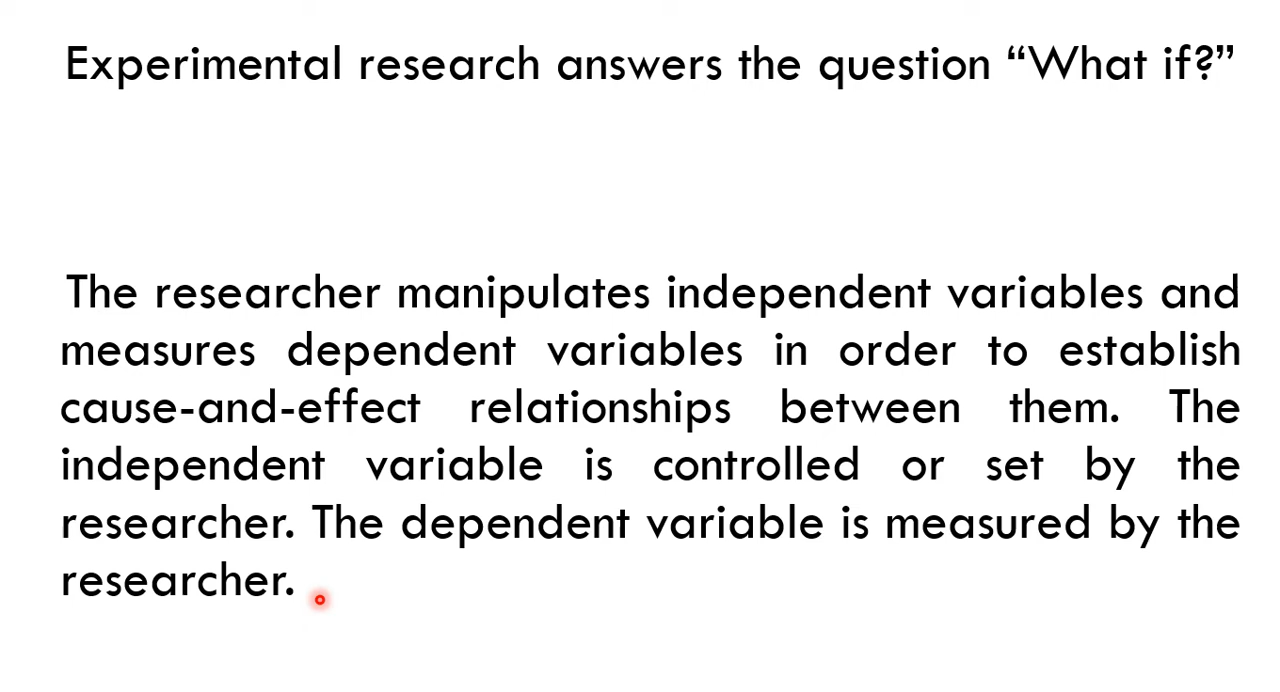 Experimental research answers the question “What if?”
The researcher manipulates independent variables and
measures dependent variables in order to establish
cause-and-effect relationships between them. The
independent variable is controlled or set by the
researcher. The dependent variable is measured by the
researcher.